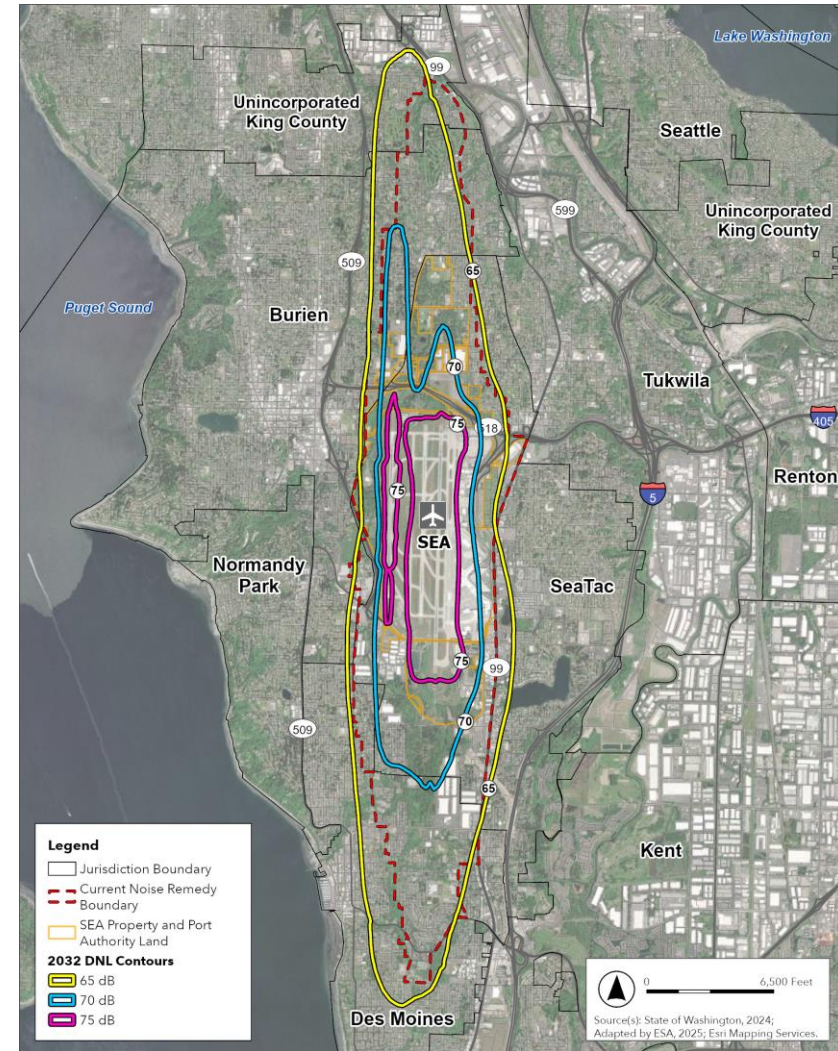 Lake Washington
99
Unincorporated
King County
Seattle
599
Unincorporated
King County
509
65
Puget Sound
Burien
70
Tukwila
75
518
405
75
5
Renton
SEA
Normandy
Park
SeaTac
75
99
70
509
65
Kent
Des Moines
Legend
Jurisdiction Boundary
Current Noise Remedy
Boundary
SEA Property and Port
Authority Land
2032 DNL Contours
65 dB
70 dB
75 dB
0 6,500 Feet
Source(s): State of Washington, 2024;
Adapted by ESA, 2025; Esri Mapping Services.